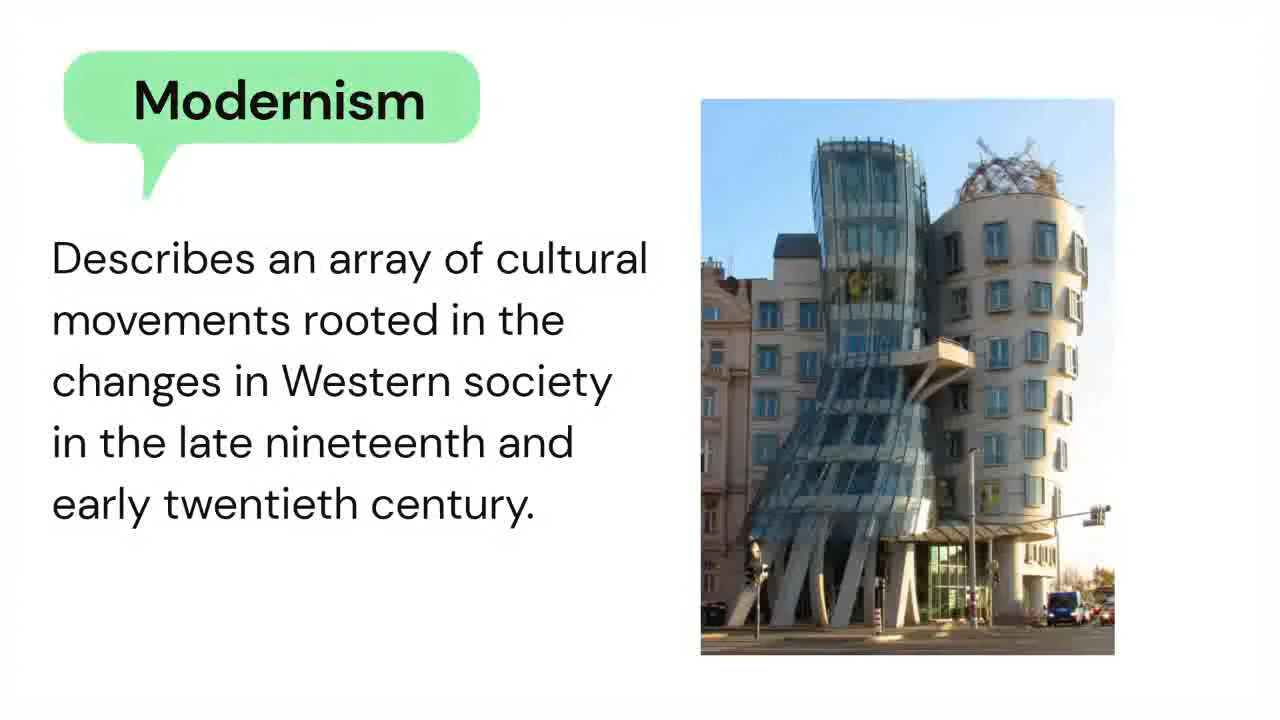 Modernism
Describes an array of cultural
movements rooted in the
changes in Western society
in the late nineteenth and
early twentieth century.